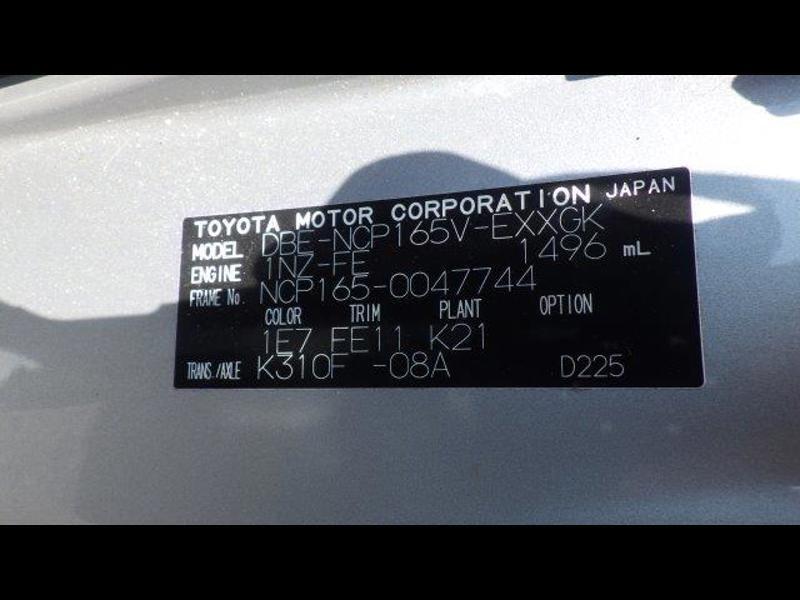 TOYOTA MOTOR CORPORATION JAPAN
MODEL DBE-NCP165V-EXXGK
ENGINE 1NZ-FE 1496 mL
FRAME No. NCP165-0047744
COLOR TRIM PLANT OPTION
1E7 FE11 K21
TRANS./AXLE K310F -08A D225